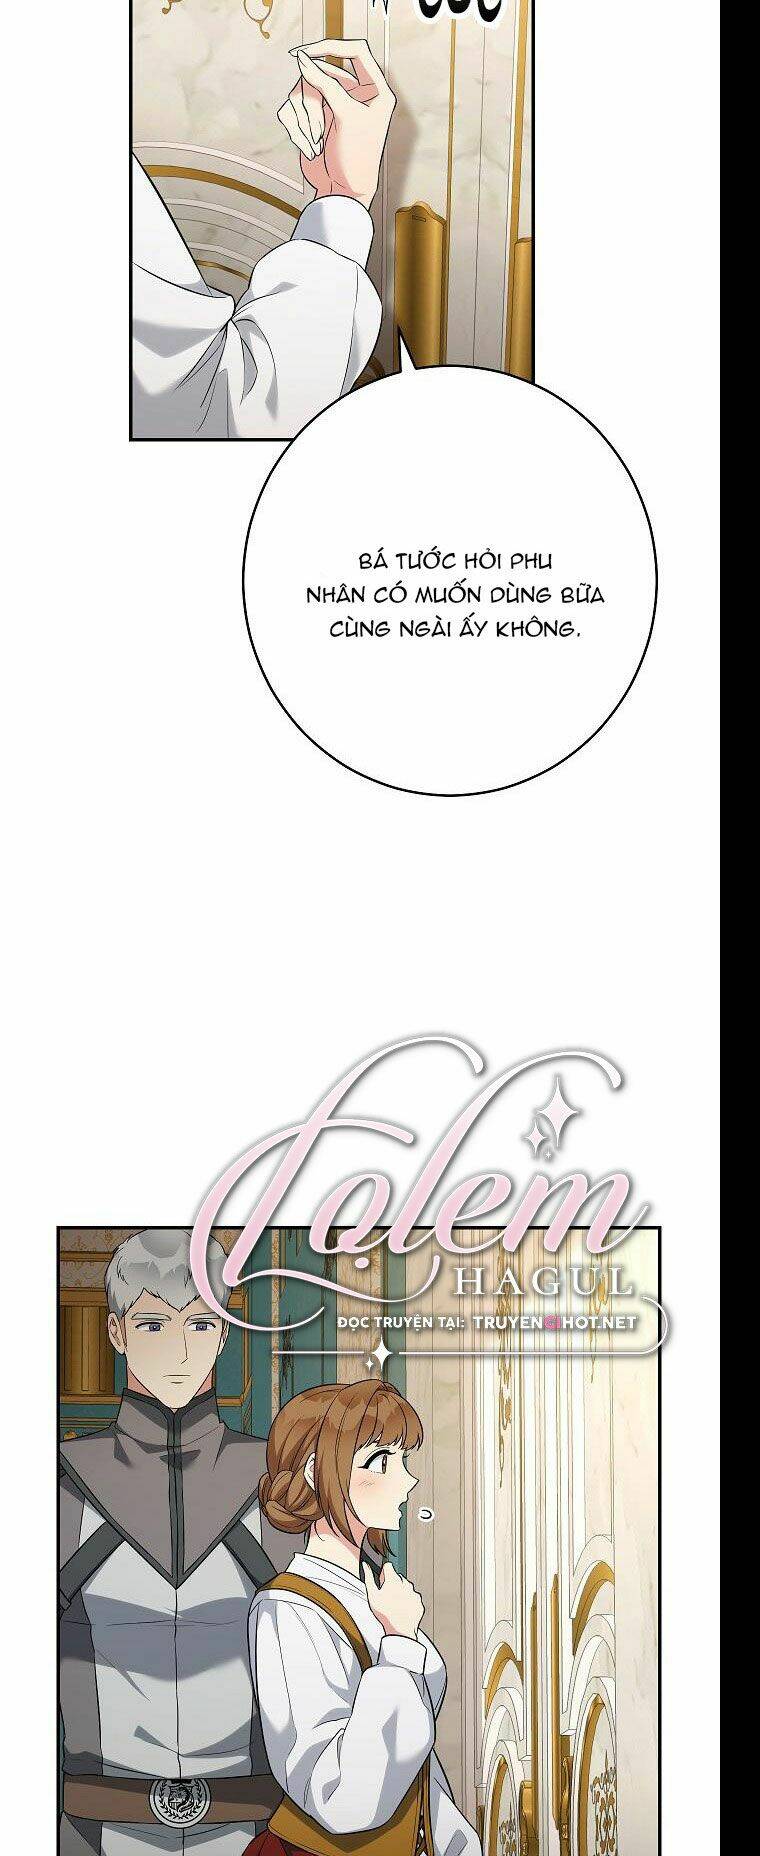 BÁ TƯỚC HỎI PHU
NHÂN CÓ MUỐN DÙNG BỮA
CÙNG NGÀI ẤY KHÔNG.
Lọlem
HAGUL
ĐỌC TRUYỆN TẠI: TRUYENGIHOT.NET